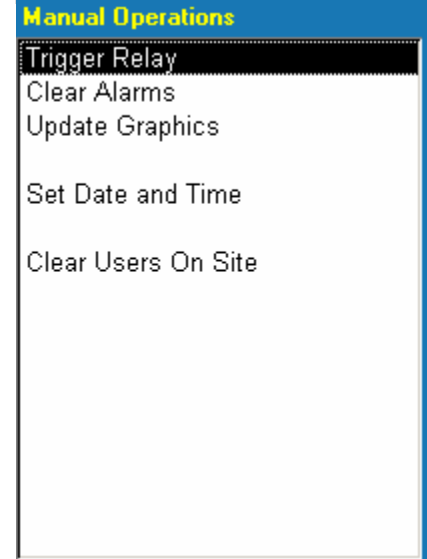 Manual Operations
Trigger Relay
Clear Alarms
Update Graphics
Set Date and Time
Clear Users On Site